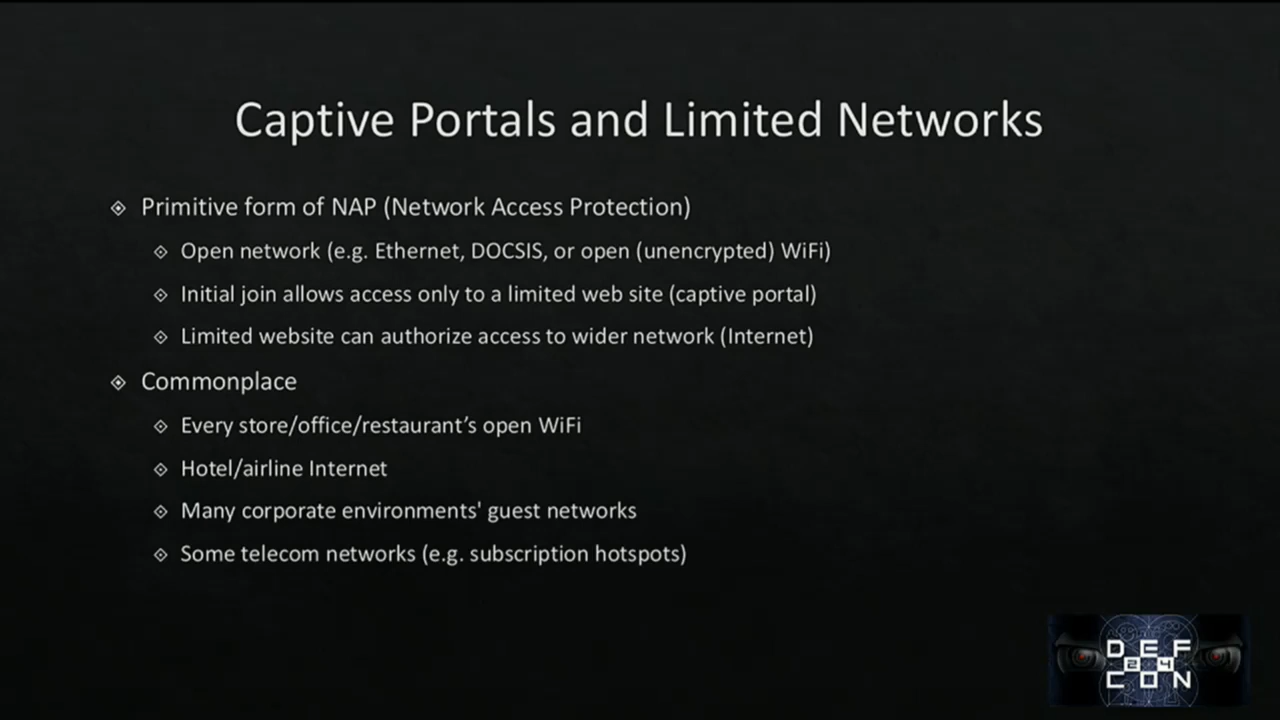 Captive Portals and Limited Networks
Primitive form of NAP (Network Access Protection)
Open network (e.g. Ethernet, DOCSIS, or open (unencrypted) WiFi)
Initial join allows access only to a limited web site (captive portal)
Limited website can authorize access to wider network (Internet)
Commonplace
Every store/office/restaurant’s open WiFi
Hotel/airline Internet
Many corporate environments' guest networks
Some telecom networks (e.g. subscription hotspots)
DEF
24
CON